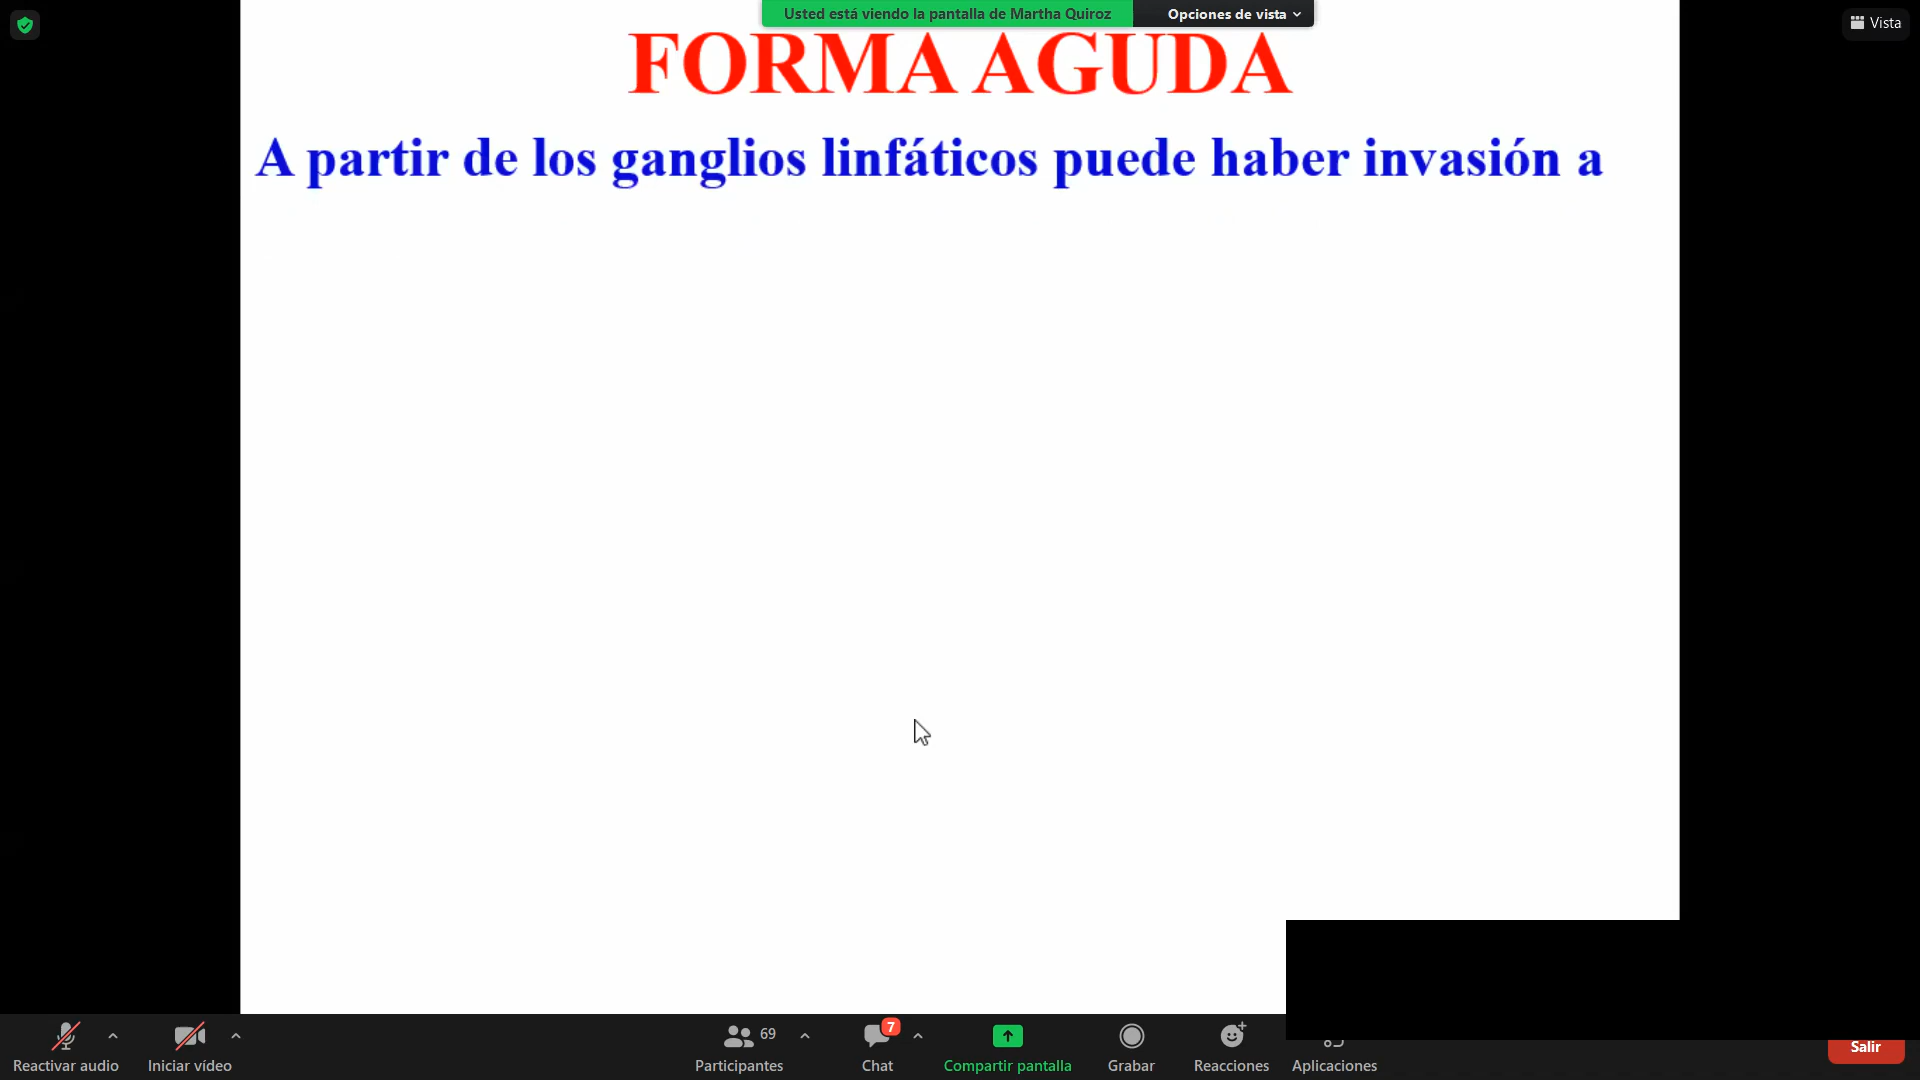 Usted está viendo la pantalla de Martha Quiroz
Opciones de vista
Vista
FORMA AGUDA
A partir de los ganglios linfáticos puede haber invasión a
69
7
Reactivar audio
Iniciar vídeo
Participantes
Chat
Compartir pantalla
Grabar
Reacciones
Aplicaciones
Salir